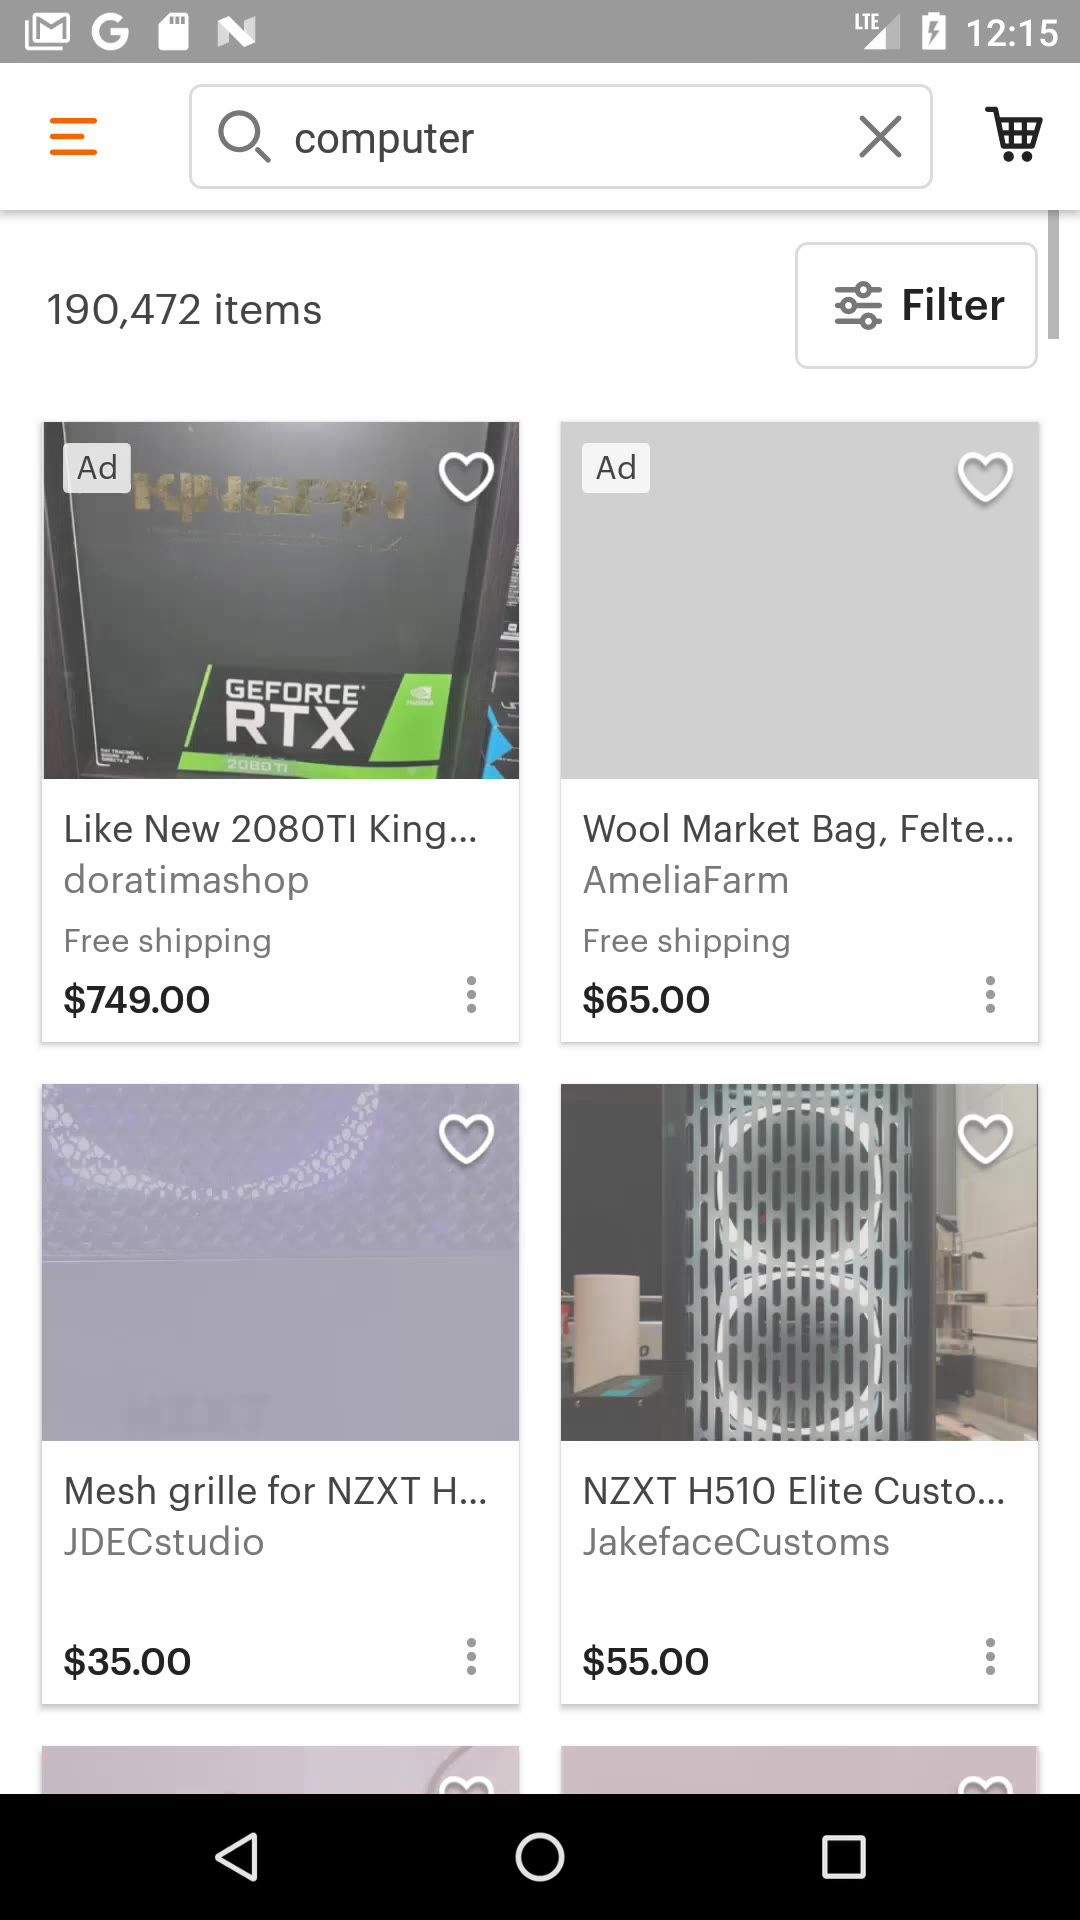 LTE 12:15
computer
190,472 items
Filter
Ad
KINGPIN
GEFORCE
RTX
2080 TI
Ad
Like New 2080TI King...
doratimashop
Free shipping
$749.00
Wool Market Bag, Felte...
AmeliaFarm
Free shipping
$65.00
Mesh grille for NZXT H...
JDECstudio
$35.00
NZXT H510 Elite Custo...
JakefaceCustoms
$55.00